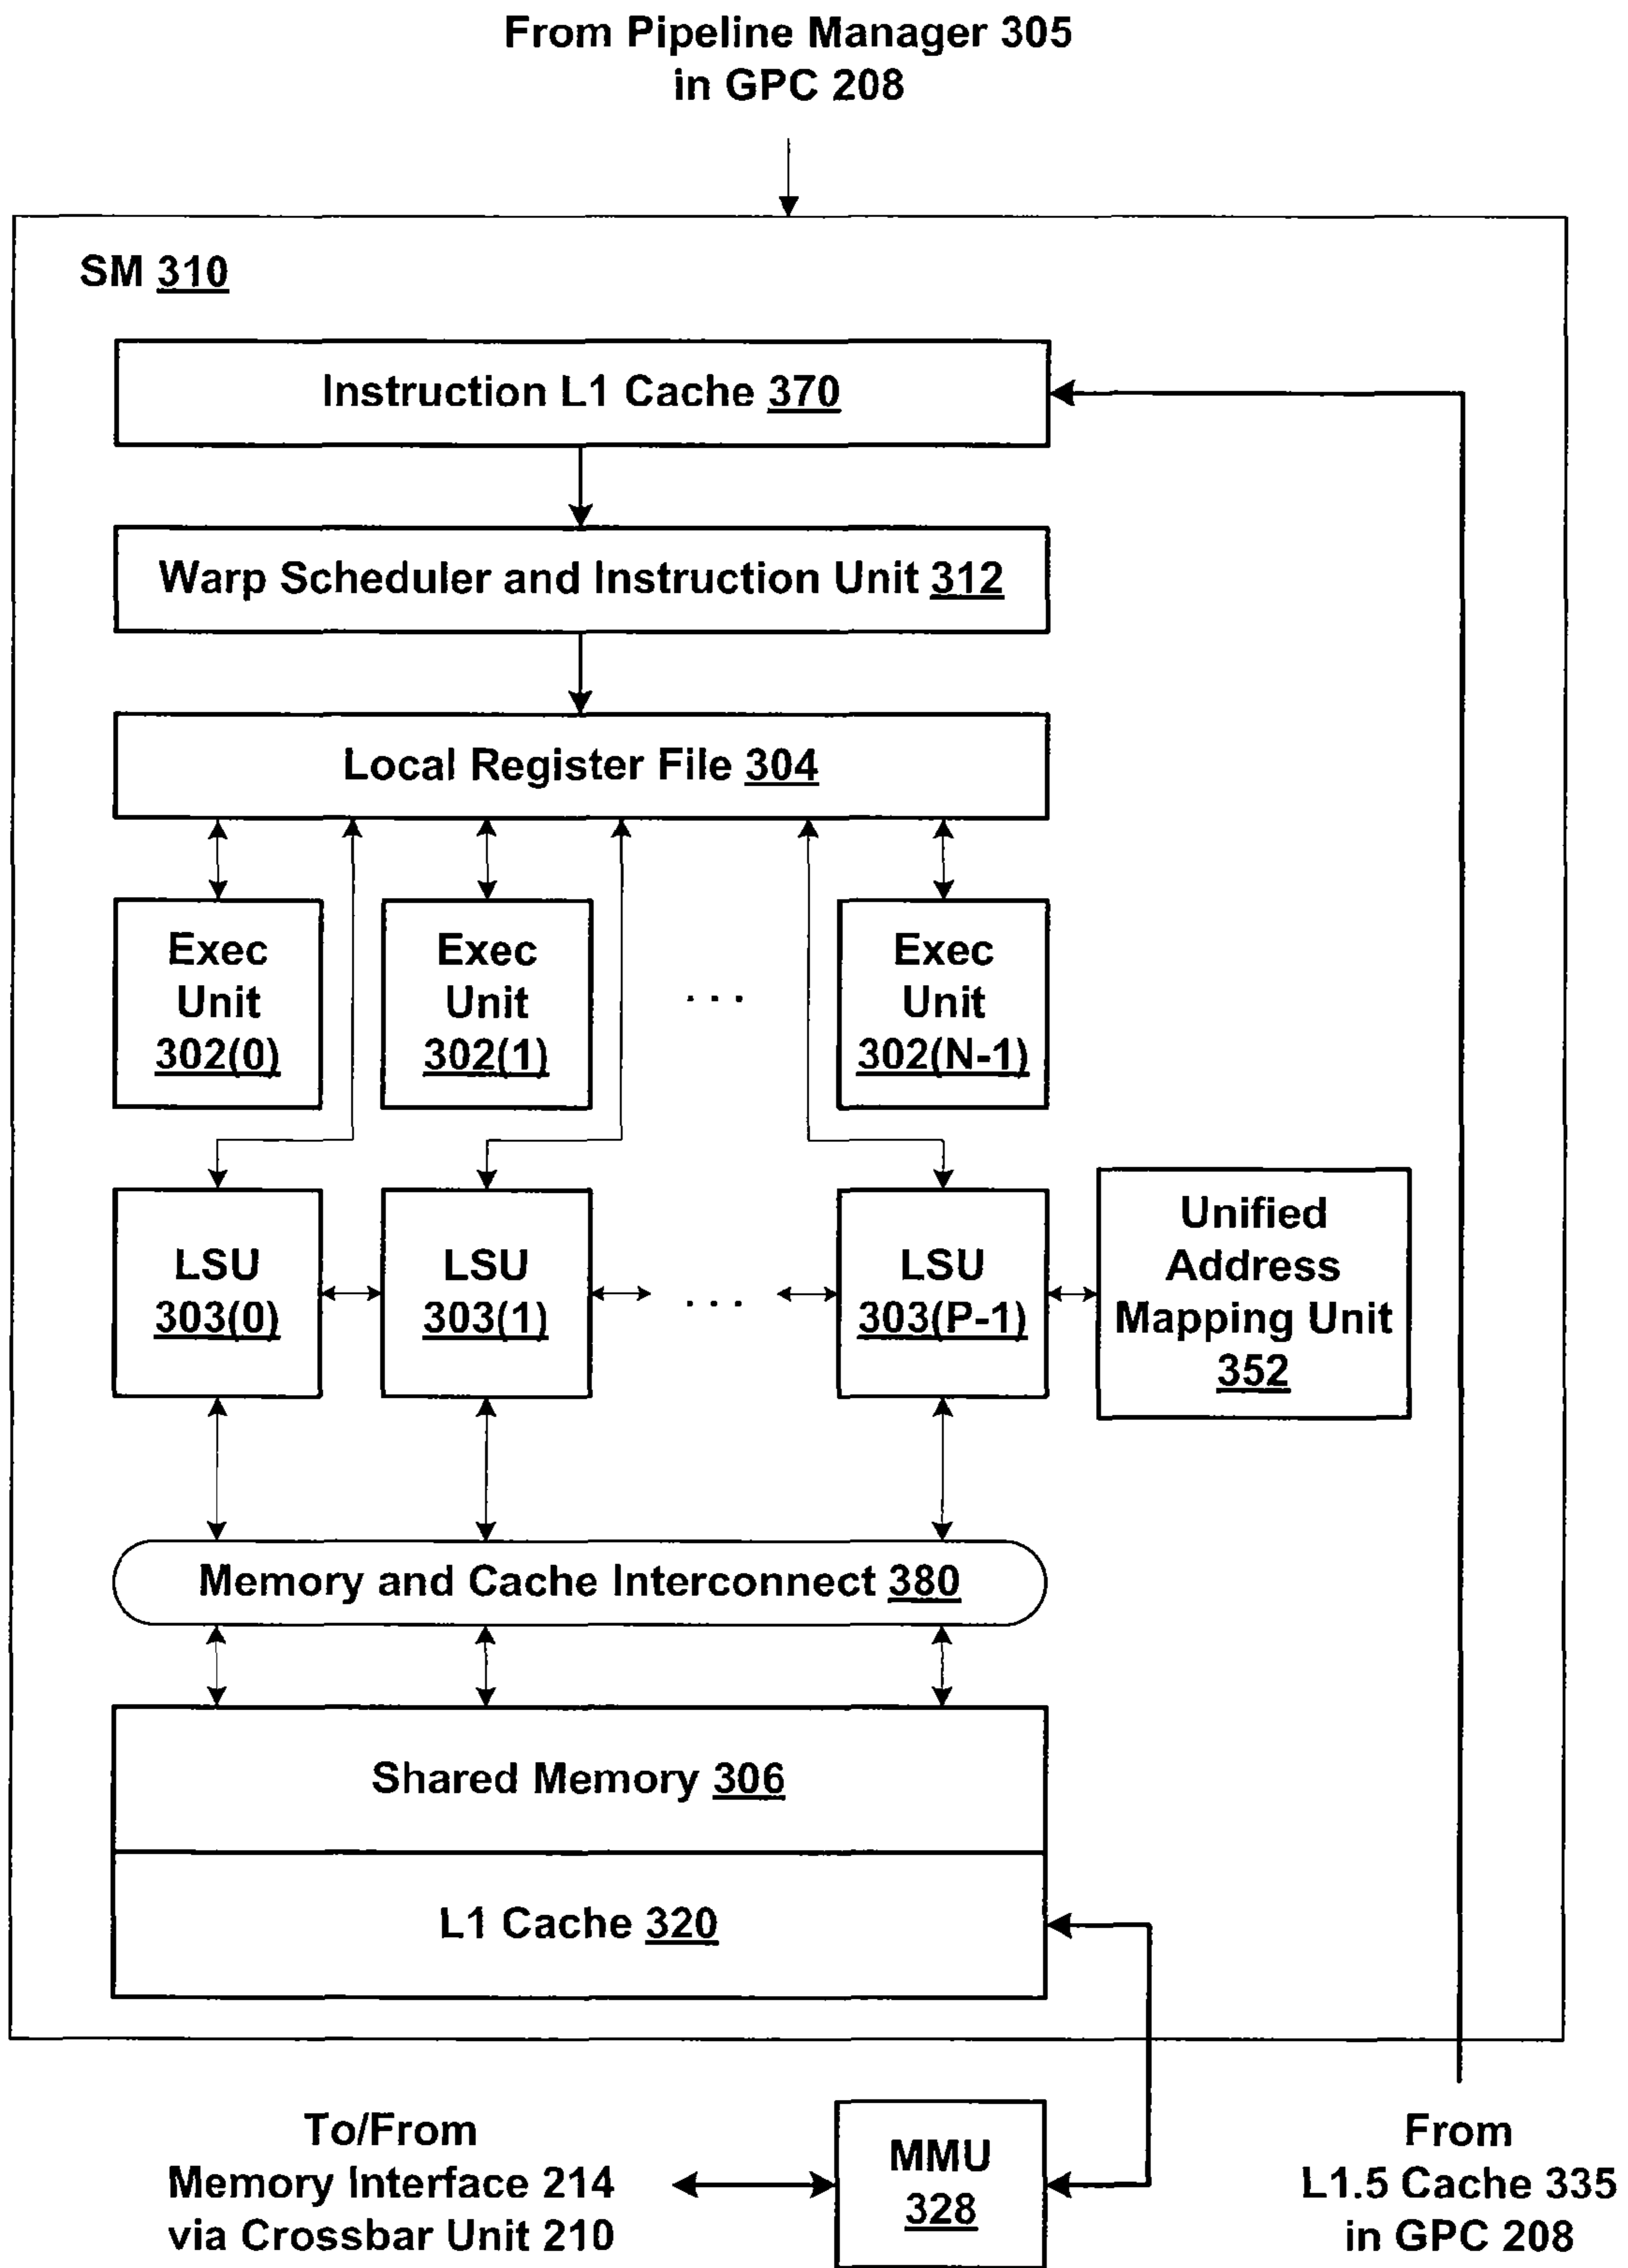 From Pipeline Manager 305
in GPC 208
SM 310
Instruction L1 Cache 370
Warp Scheduler and Instruction Unit 312
Local Register File 304
Exec
Unit
302(0)
Exec
Unit
302(1)
. . .
Exec
Unit
302(N-1)
LSU
303(0)
LSU
303(1)
. . .
LSU
303(P-1)
Unified
Address
Mapping Unit
352
Memory and Cache Interconnect 380
Shared Memory 306
L1 Cache 320
To/From
Memory Interface 214
via Crossbar Unit 210
MMU
328
From
L1.5 Cache 335
in GPC 208